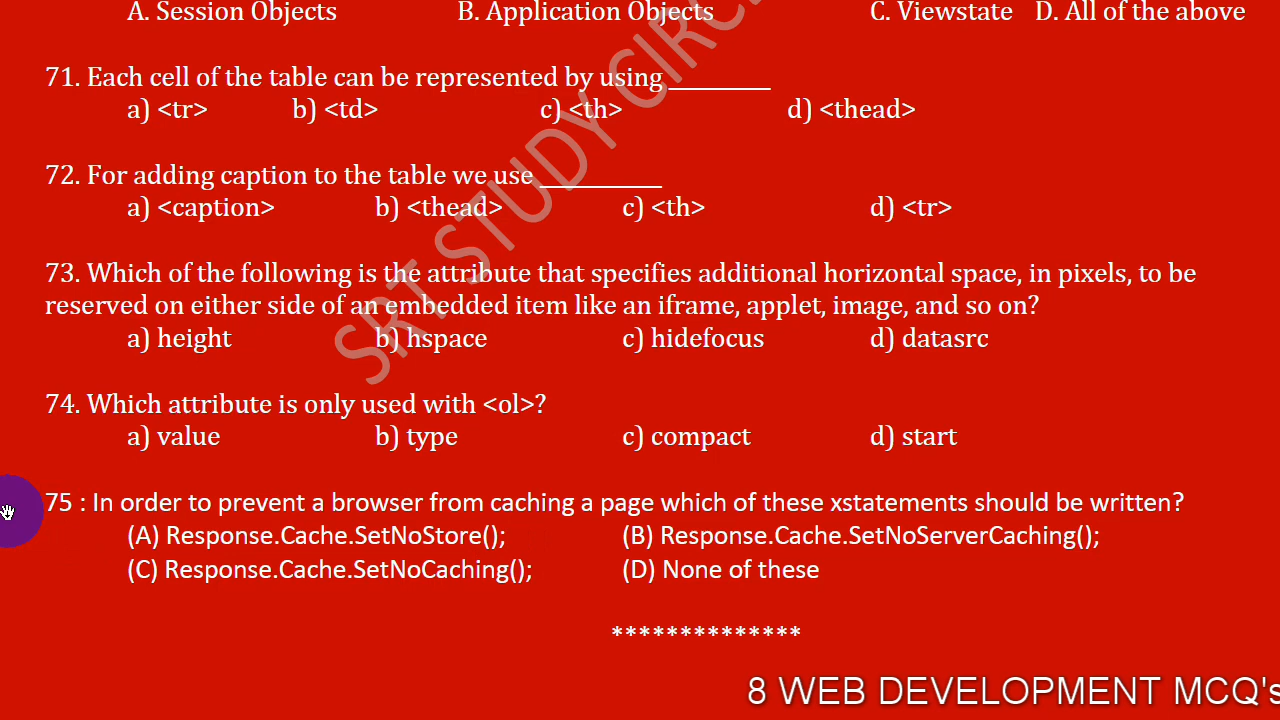 A. Session Objects B. Application Objects C. Viewstate D. All of the above
71. Each cell of the table can be represented by using ________
a) <tr> b) <td> c) <th> d) <thead>
72. For adding caption to the table we use __________
a) <caption> b) <thead> c) <th> d) <tr>
73. Which of the following is the attribute that specifies additional horizontal space, in pixels, to be
reserved on either side of an embedded item like an iframe, applet, image, and so on?
a) height b) hspace c) hidefocus d) datasrc
74. Which attribute is only used with <ol>?
a) value b) type c) compact d) start
75 : In order to prevent a browser from caching a page which of these xstatements should be written?
(A) Response.Cache.SetNoStore(); (B) Response.Cache.SetNoServerCaching();
(C) Response.Cache.SetNoCaching(); (D) None of these
**************
8 WEB DEVELOPMENT MCQ's
SRT STUDY CIRC